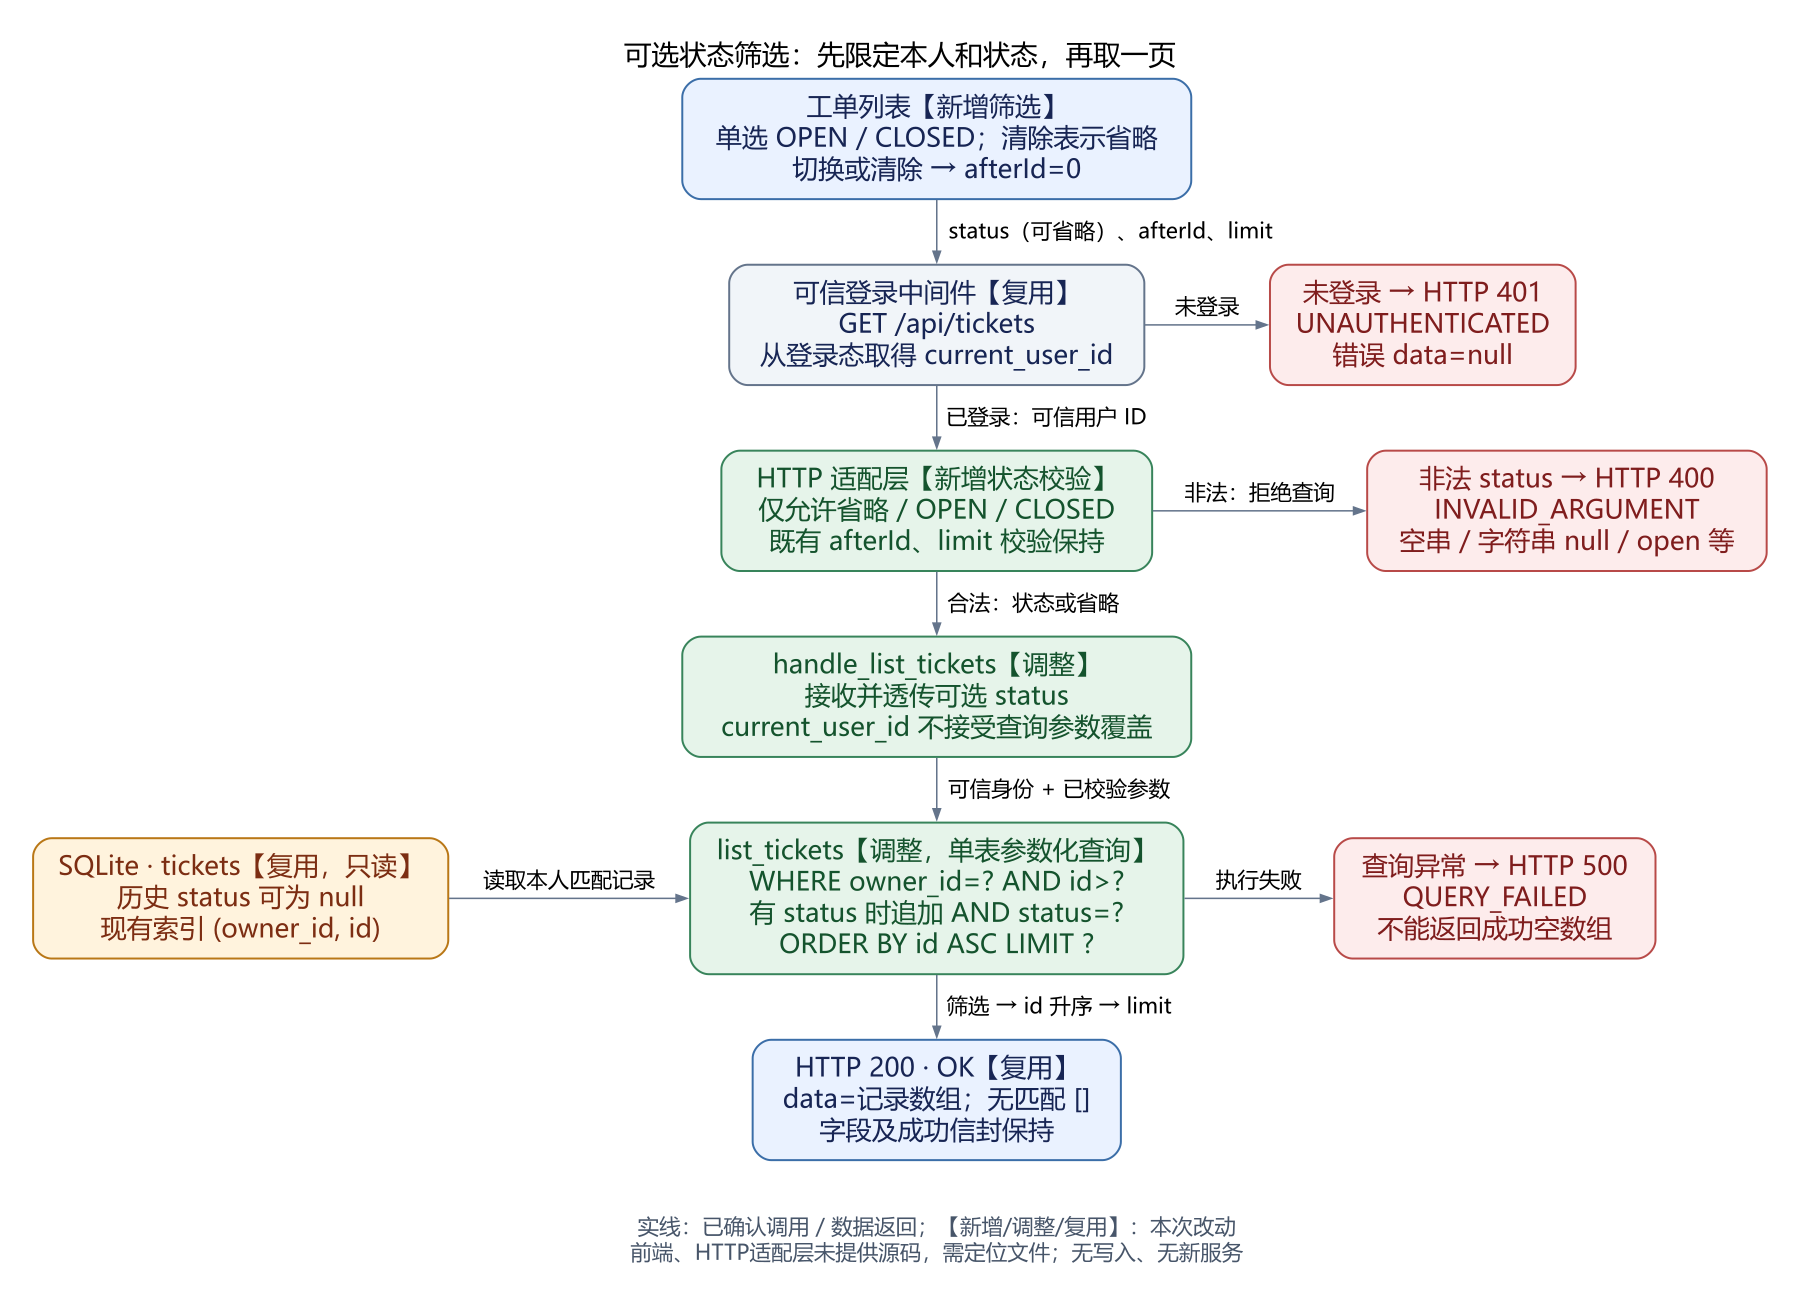 可选状态筛选：先限定本人和状态，再取一页
工单列表【新增筛选】
单选 OPEN / CLOSED；清除表示省略
切换或清除 → afterId=0
status（可省略）、afterId、limit
可信登录中间件【复用】
GET /api/tickets
从登录态取得 current_user_id
未登录
未登录 → HTTP 401
UNAUTHENTICATED
错误 data=null
已登录：可信用户 ID
HTTP 适配层【新增状态校验】
仅允许省略 / OPEN / CLOSED
既有 afterId、limit 校验保持
非法：拒绝查询
非法 status → HTTP 400
INVALID_ARGUMENT
空串 / 字符串 null / open 等
合法：状态或省略
handle_list_tickets【调整】
接收并透传可选 status
current_user_id 不接受查询参数覆盖
可信身份 + 已校验参数
SQLite · tickets【复用，只读】
历史 status 可为 null
现有索引 (owner_id, id)
读取本人匹配记录
list_tickets【调整，单表参数化查询】
WHERE owner_id=? AND id>?
有 status 时追加 AND status=?
ORDER BY id ASC LIMIT ?
执行失败
查询异常 → HTTP 500
QUERY_FAILED
不能返回成功空数组
筛选 → id 升序 → limit
HTTP 200 · OK【复用】
data=记录数组；无匹配 []
字段及成功信封保持
实线：已确认调用 / 数据返回；【新增/调整/复用】：本次改动
前端、HTTP适配层未提供源码，需定位文件；无写入、无新服务